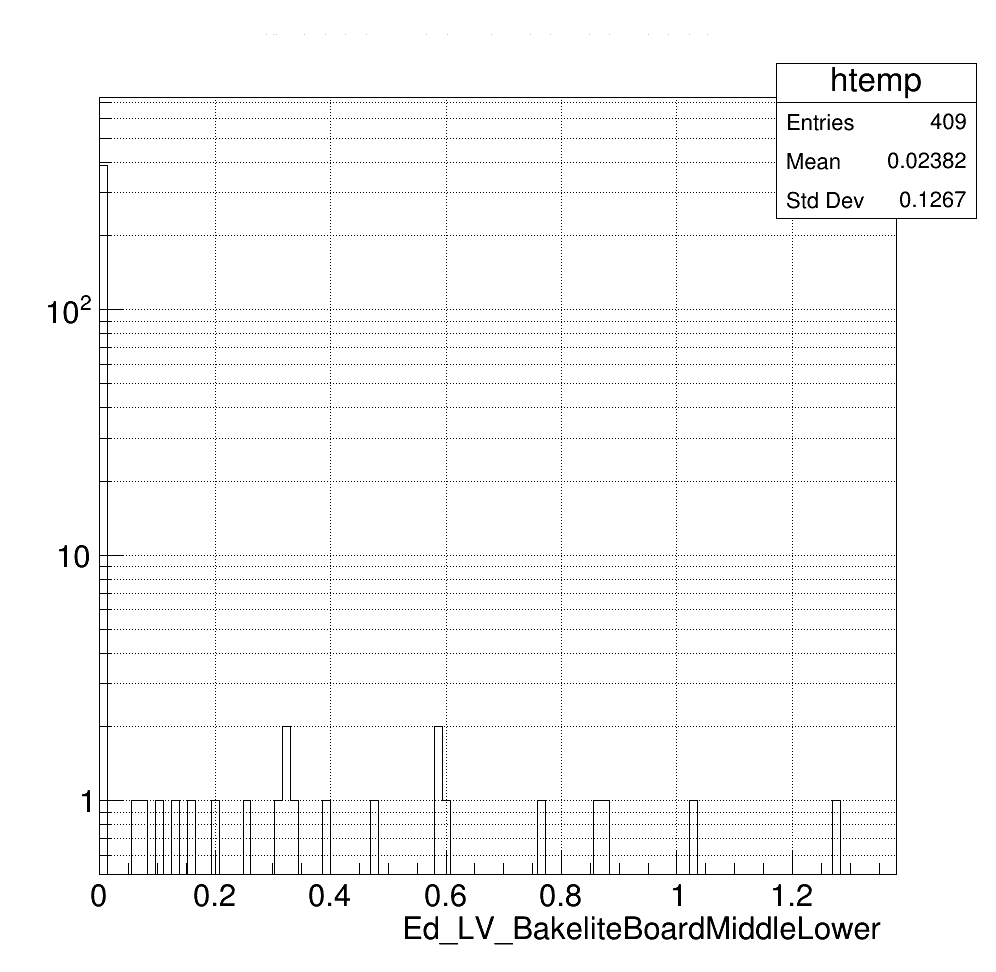 htemp
Entries 409
Mean 0.02382
Std Dev 0.1267
10²
10
1
0 0.2 0.4 0.6 0.8 1 1.2
Ed_LV_BakeliteBoardMiddleLower